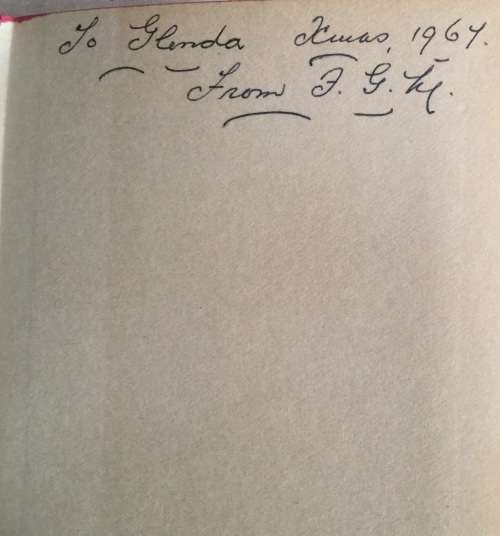 To Glenda Xmas, 1967.
From F. G. M.